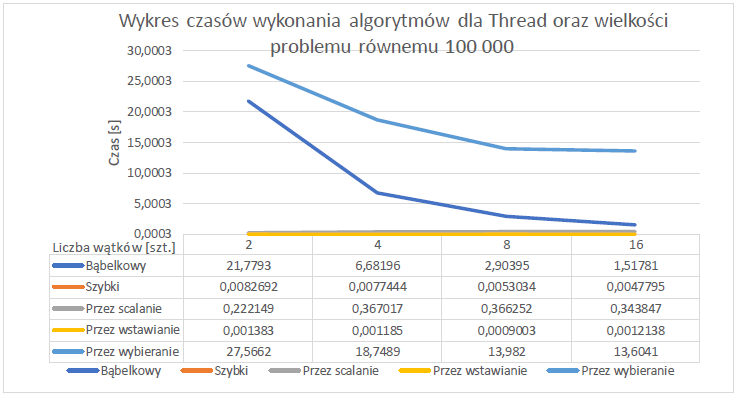 Wykres czasów wykonania algorytmów dla Thread oraz wielkości
problemu równemu 100 000
30,0003
25,0003
20,0003
15,0003
10,0003
5,0003
0,0003
Czas [s]
Liczba wątków [szt.] 2 4 8 16
Bąbelkowy 21,7793 6,68196 2,90395 1,51781
Szybki 0,0082692 0,0077444 0,0053034 0,0047795
Przez scalanie 0,222149 0,367017 0,366252 0,343847
Przez wstawianie 0,001383 0,001185 0,0009003 0,0012138
Przez wybieranie 27,5662 18,7489 13,982 13,6041
Bąbelkowy Szybki Przez scalanie Przez wstawianie Przez wybieranie